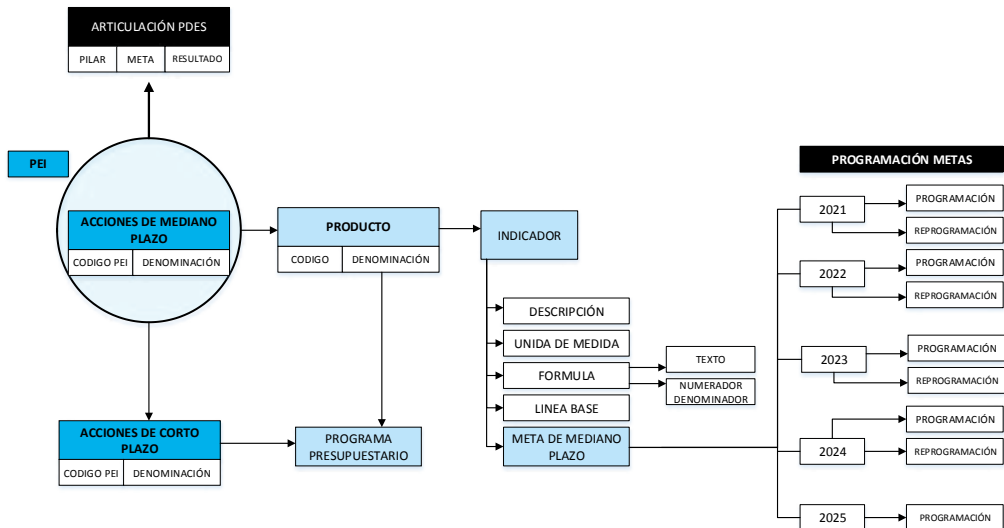 ARTICULACIÓN PDES
PILAR
META
RESULTADO
PEI
ACCIONES DE MEDIANO
PLAZO
CODIGO PEI
DENOMINACIÓN
PRODUCTO
CODIGO
DENOMINACIÓN
INDICADOR
DESCRIPCIÓN
UNIDA DE MEDIDA
FORMULA
TEXTO
NUMERADOR
DENOMINADOR
LINEA BASE
META DE MEDIANO
PLAZO
ACCIONES DE CORTO
PLAZO
CODIGO PEI
DENOMINACIÓN
PROGRAMA
PRESUPUESTARIO
PROGRAMACIÓN METAS
2021
PROGRAMACIÓN
REPROGRAMACIÓN
2022
PROGRAMACIÓN
REPROGRAMACIÓN
2023
PROGRAMACIÓN
REPROGRAMACIÓN
2024
PROGRAMACIÓN
REPROGRAMACIÓN
2025
PROGRAMACIÓN